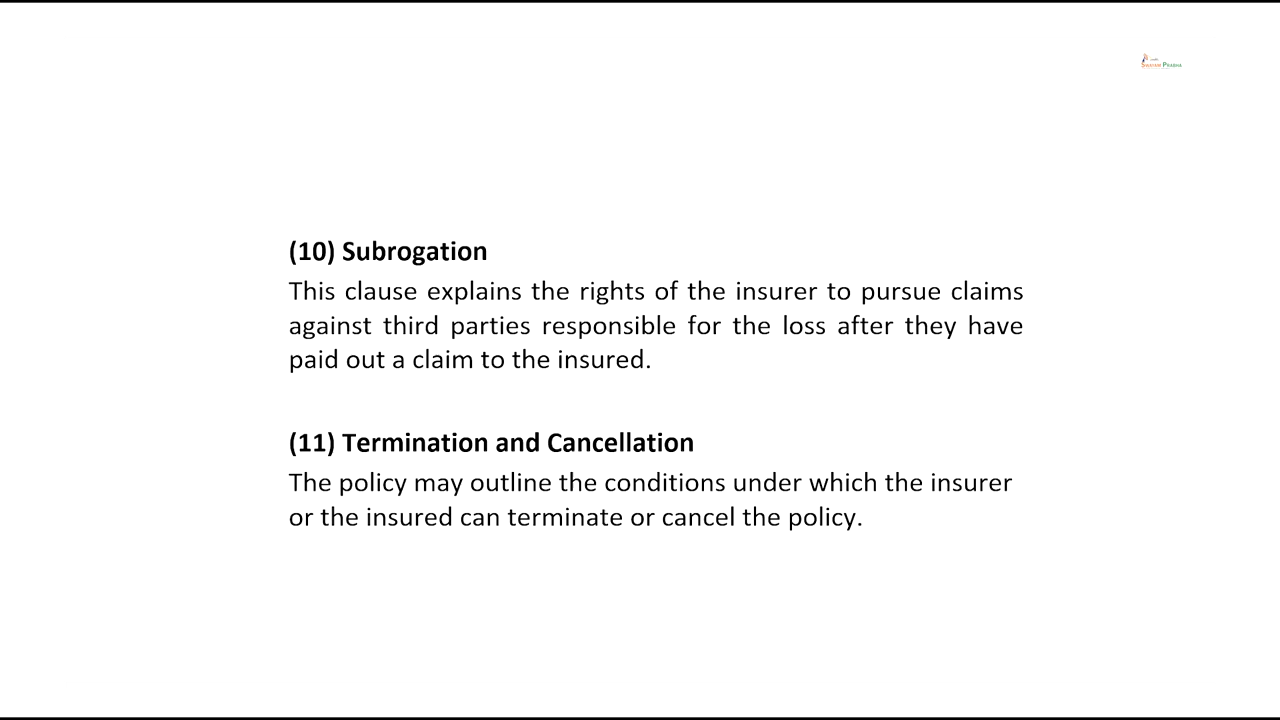 Swayam Prabha
(10) Subrogation
This clause explains the rights of the insurer to pursue claims
against third parties responsible for the loss after they have
paid out a claim to the insured.
(11) Termination and Cancellation
The policy may outline the conditions under which the insurer
or the insured can terminate or cancel the policy.